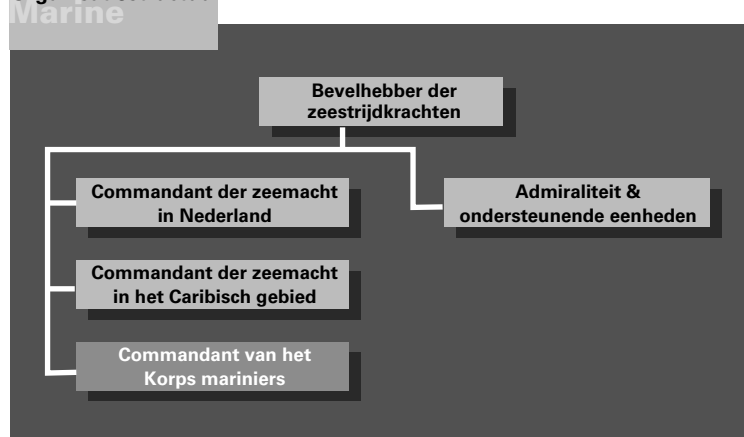 Marine
Bevelhebber der
zeestrijdkrachten
Commandant der zeemacht
in Nederland
Admiraliteit &
ondersteunende eenheden
Commandant der zeemacht
in het Caribisch gebied
Commandant van het
Korps mariniers